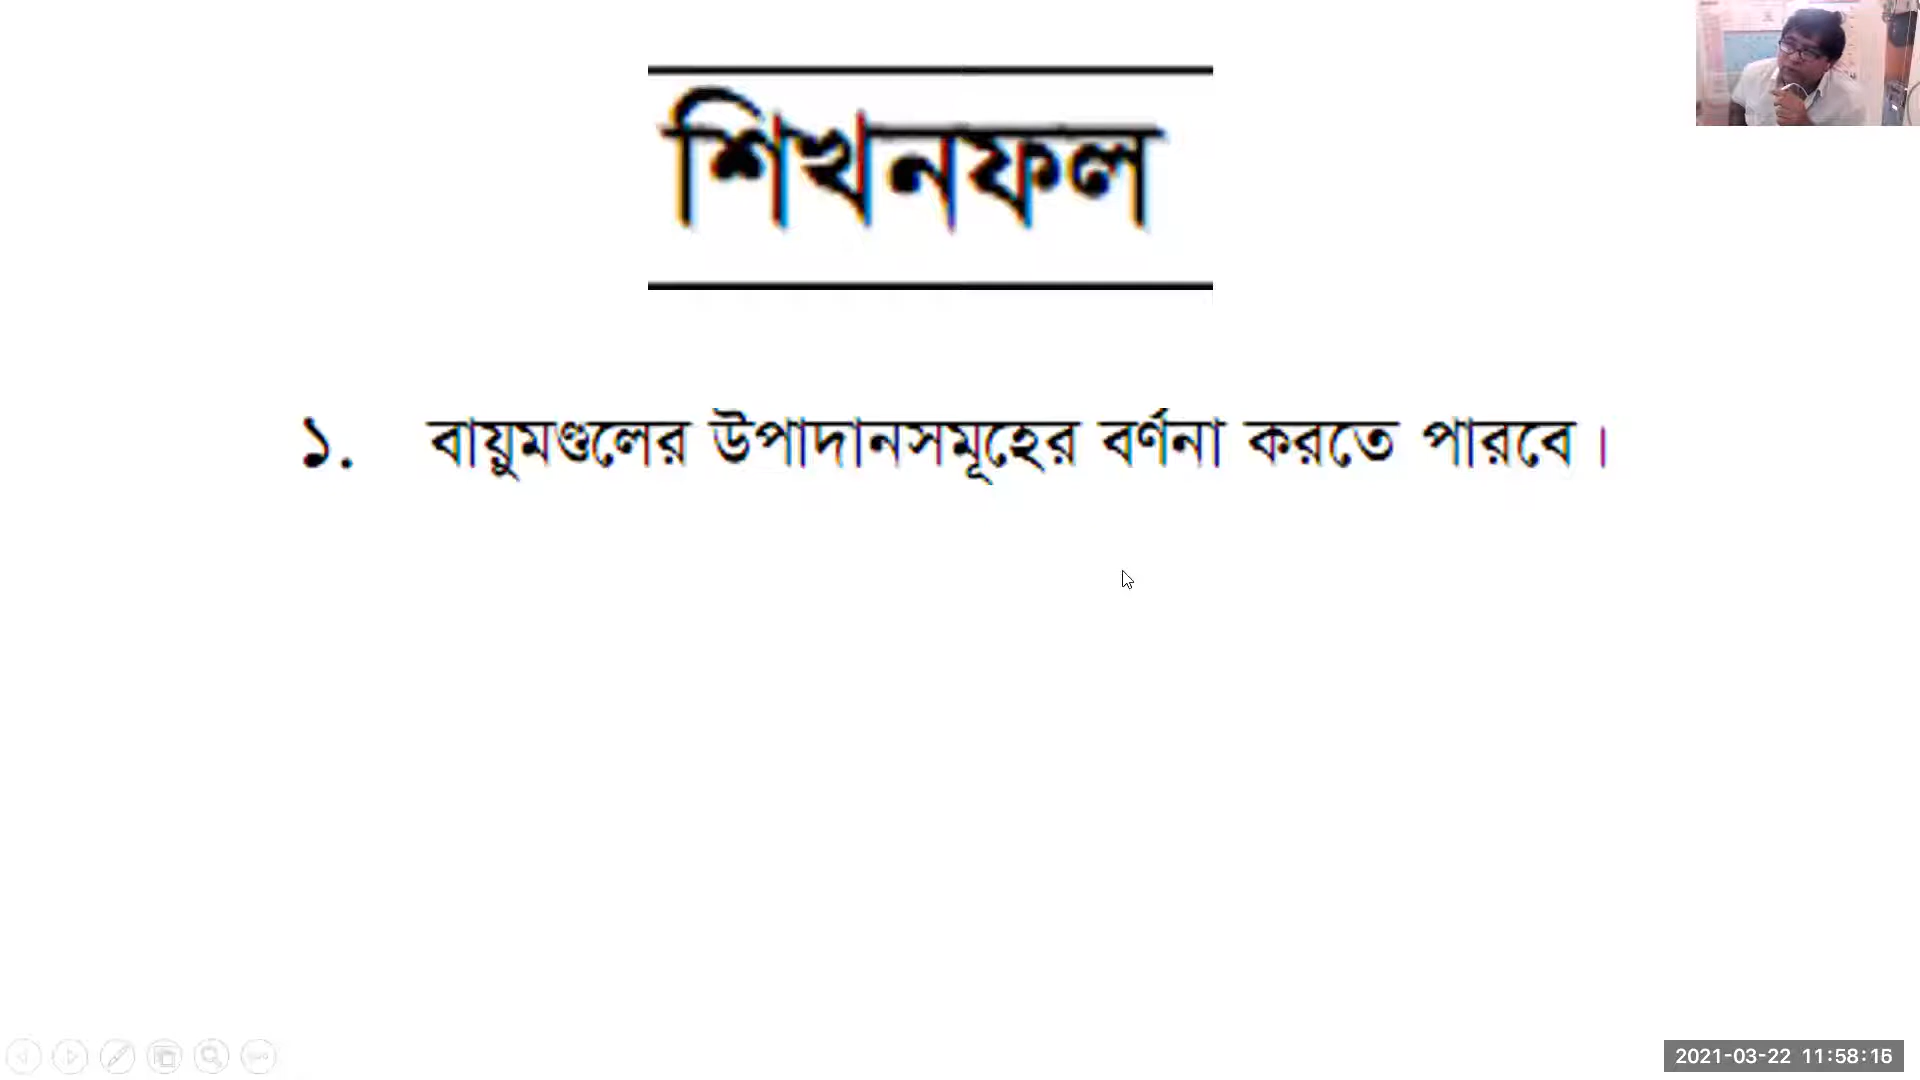 শিখনফল
১. বায়ুমণ্ডলের উপাদানসমূহের বর্ণনা করতে পারবে।
2021-03-22 11:58:16